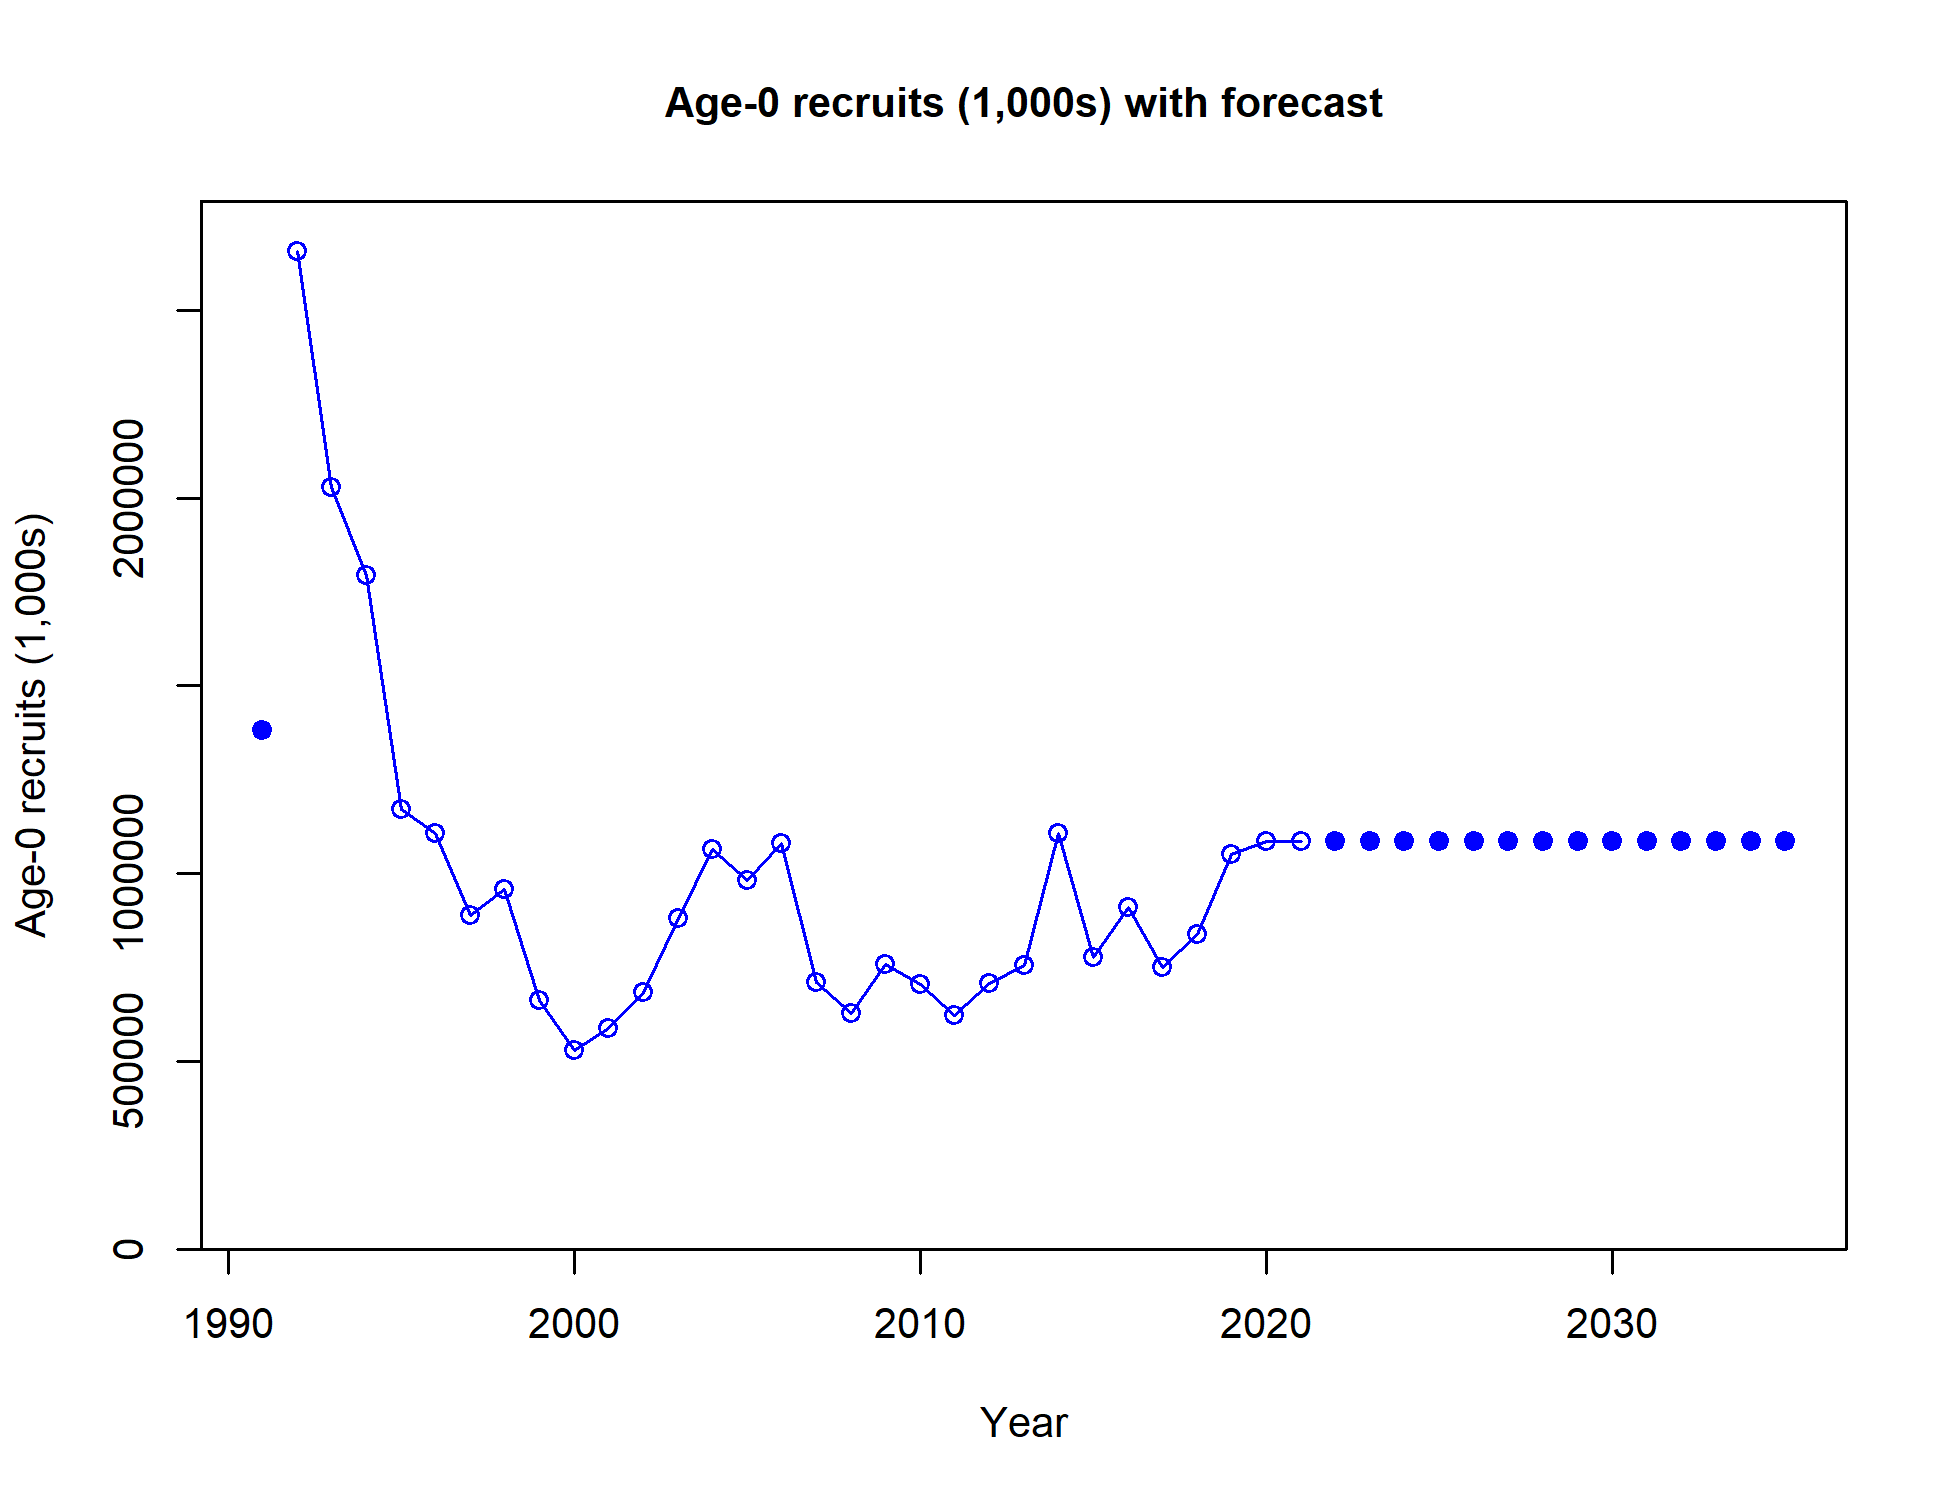 Age-0 recruits (1,000s) with forecast
Age-0 recruits (1,000s)
2000000
1000000
500000
0
1990 2000 2010 2020 2030
Year